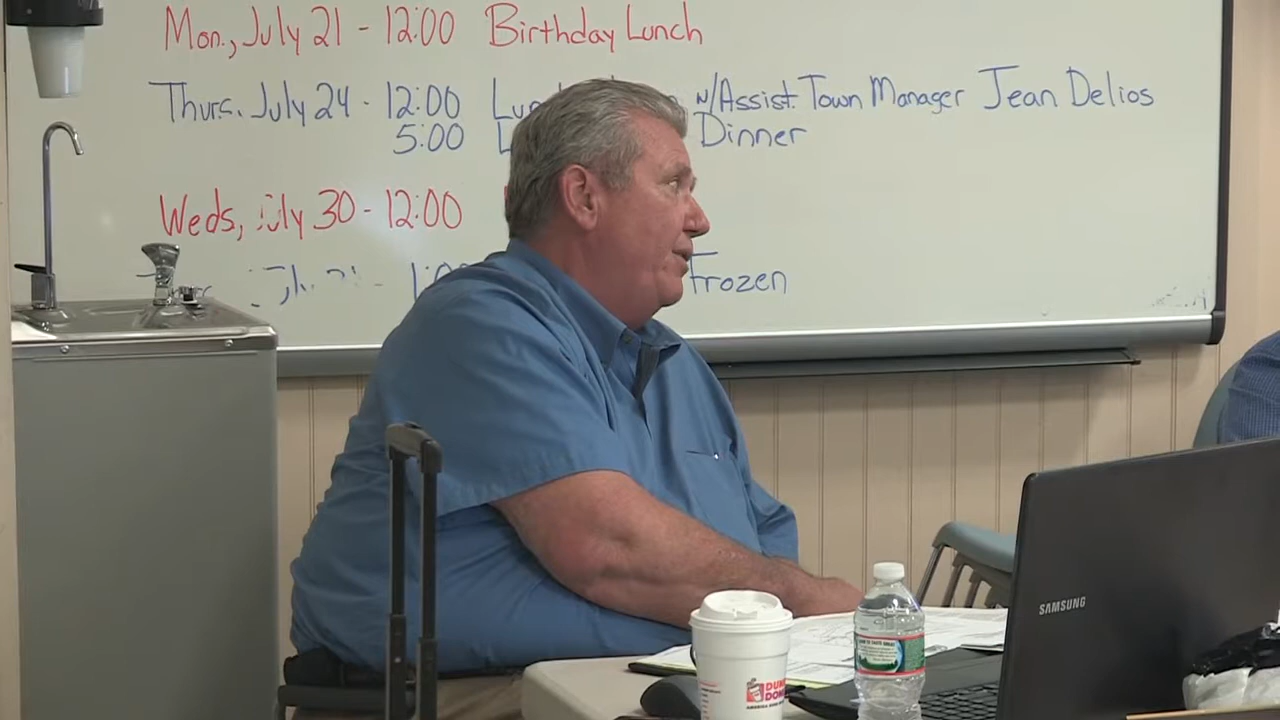 Mon., July 21 - 12:00 Birthday Lunch
Thurs. July 24 - 12:00 w/Assist. Town Manager Jean Delios
5:00 Dinner
Weds, July 30 - 12:00
Frozen
SAMSUNG